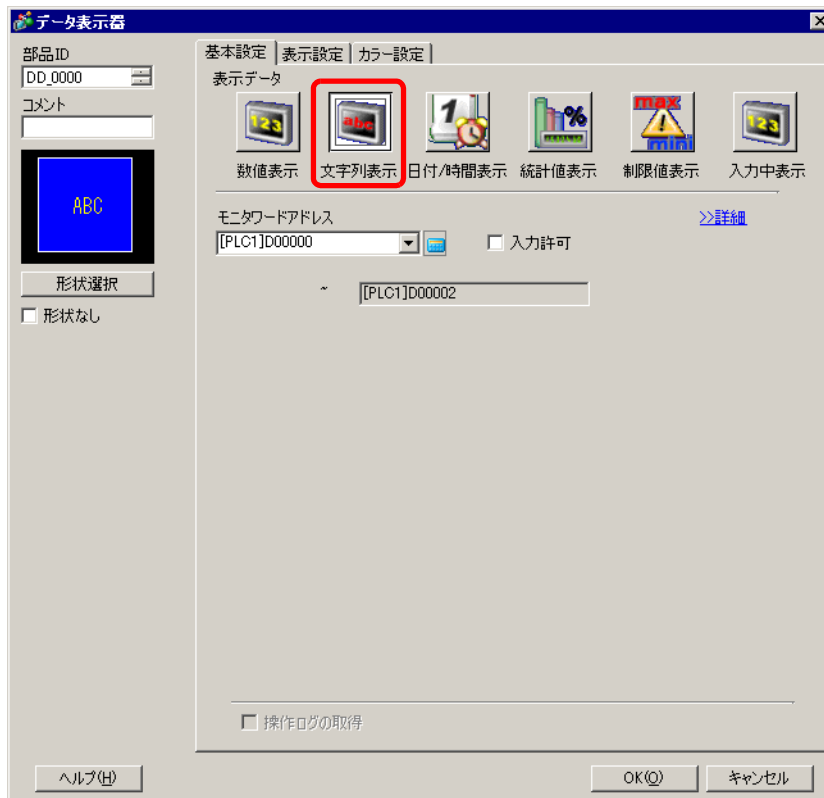 データ表示器
部品ID
DD_0000
コメント
ABC
形状選択
形状なし
基本設定 表示設定 カラー設定
表示データ
123 abc 1 % max mini 123
数値表示 文字列表示 日付/時間表示 統計値表示 制限値表示 入力中表示
モニタワードアドレス >>詳細
[PLC1]D00000 入力許可
~ [PLC1]D00002
操作ログの取得
ヘルプ(H) OK(O) キャンセル